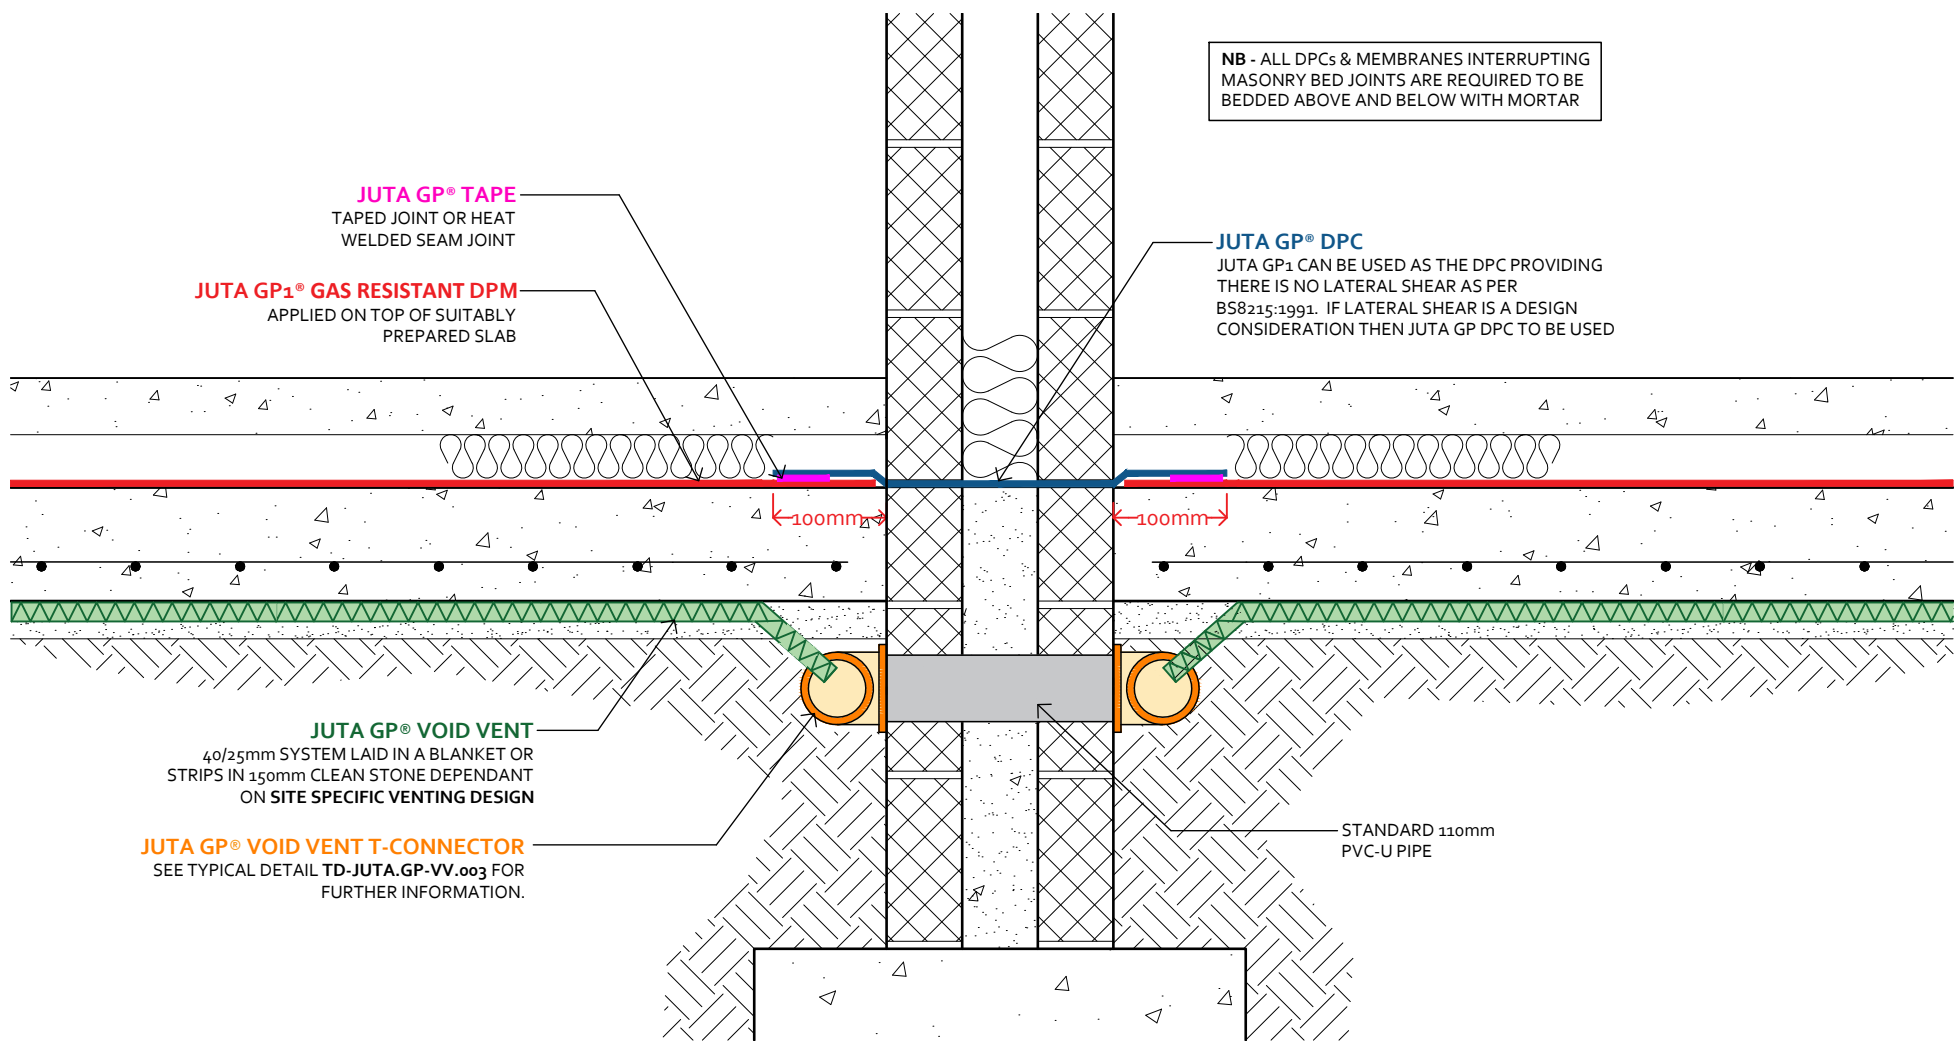 NB - ALL DPCs & MEMBRANES INTERRUPTING
MASONRY BED JOINTS ARE REQUIRED TO BE
BEDDED ABOVE AND BELOW WITH MORTAR
JUTA GP® TAPE
TAPED JOINT OR HEAT
WELDED SEAM JOINT
JUTA GP® DPC
JUTA GP1 CAN BE USED AS THE DPC PROVIDING
THERE IS NO LATERAL SHEAR AS PER
BS8215:1991. IF LATERAL SHEAR IS A DESIGN
CONSIDERATION THEN JUTA GP DPC TO BE USED
JUTA GP1® GAS RESISTANT DPM
APPLIED ON TOP OF SUITABLY
PREPARED SLAB
100mm
100mm
JUTA GP® VOID VENT
40/25mm SYSTEM LAID IN A BLANKET OR
STRIPS IN 150mm CLEAN STONE DEPENDANT
ON SITE SPECIFIC VENTING DESIGN
JUTA GP® VOID VENT T-CONNECTOR
SEE TYPICAL DETAIL TD-JUTA.GP-VV.003 FOR
FURTHER INFORMATION.
STANDARD 110mm
PVC-U PIPE